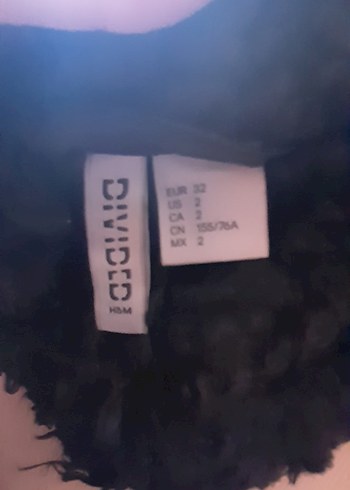 DIVIDED
H&M
EUR 32
US 2
CA 2
CN 155/76A
MX 2